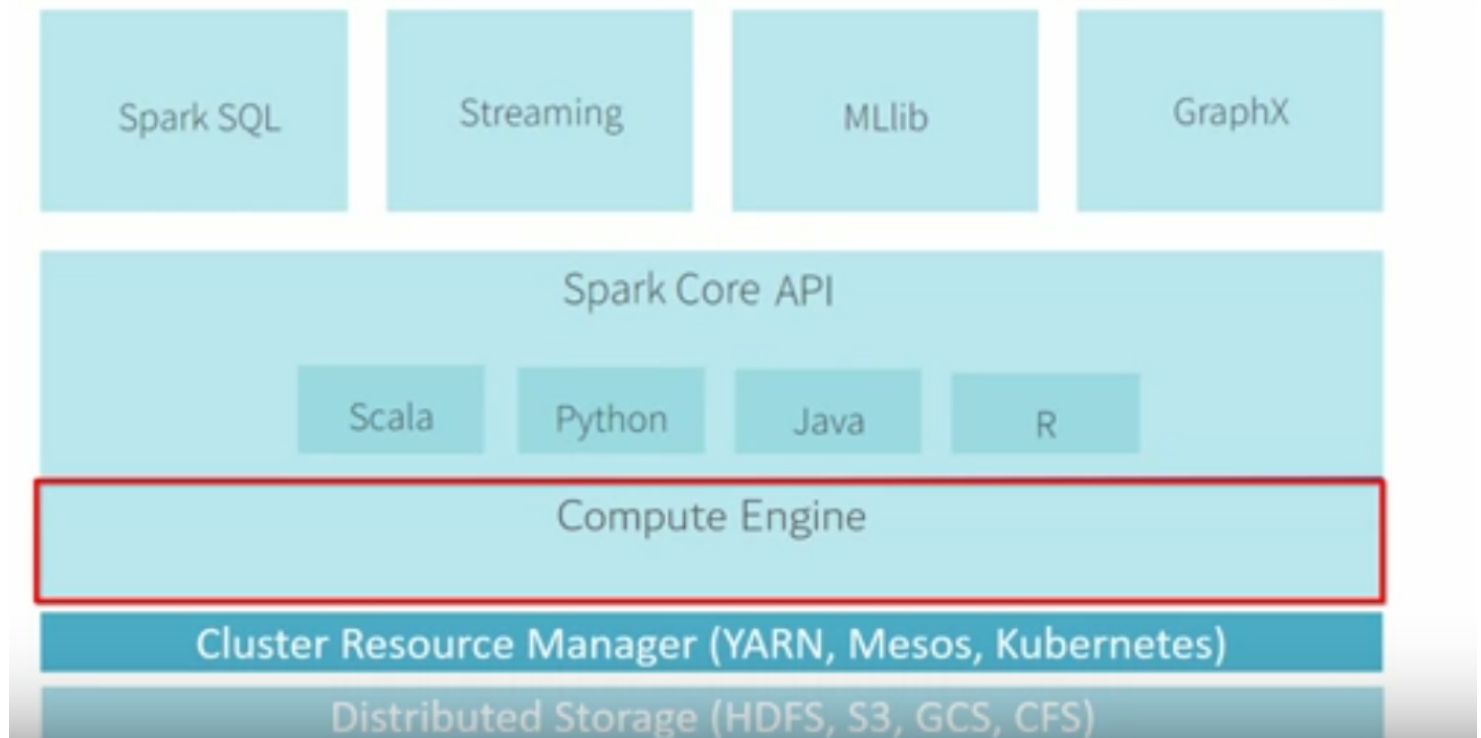 Spark SQL
Streaming
MLlib
GraphX
Spark Core API
Scala
Python
Java
R
Compute Engine
Cluster Resource Manager (YARN, Mesos, Kubernetes)
Distributed Storage (HDFS, S3, GCS, CFS)